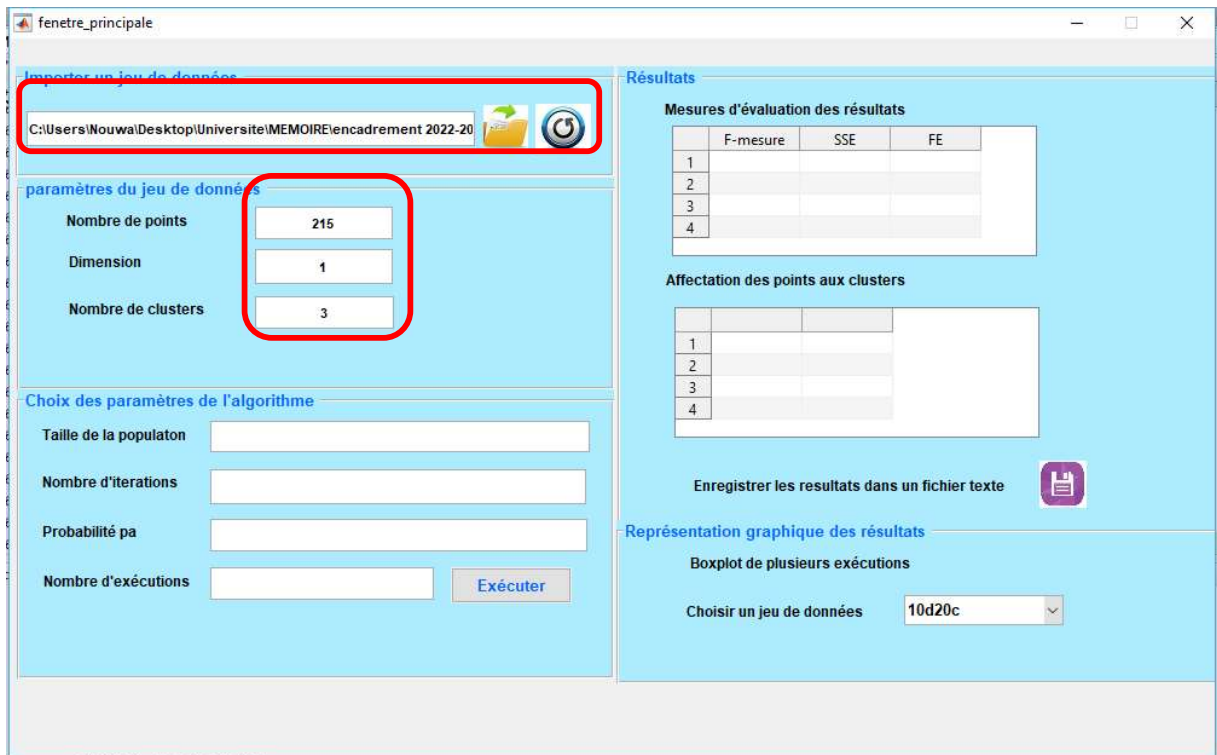 fenetre_principale
Importer un jeu de données
C:\Users\Nouwa\Desktop\Universite\MEMOIRE\encadrement 2022-20
paramètres du jeu de données
Nombre de points 215
Dimension 1
Nombre de clusters 3
Choix des paramètres de l'algorithme
Taille de la populaton
Nombre d'iterations
Probabilité pa
Nombre d'exécutions Exécuter
Résultats
Mesures d'évaluation des résultats
F-mesure SSE FE
1
2
3
4
Affectation des points aux clusters
1
2
3
4
Enregistrer les resultats dans un fichier texte
Représentation graphique des résultats
Boxplot de plusieurs exécutions
Choisir un jeu de données 10d20c